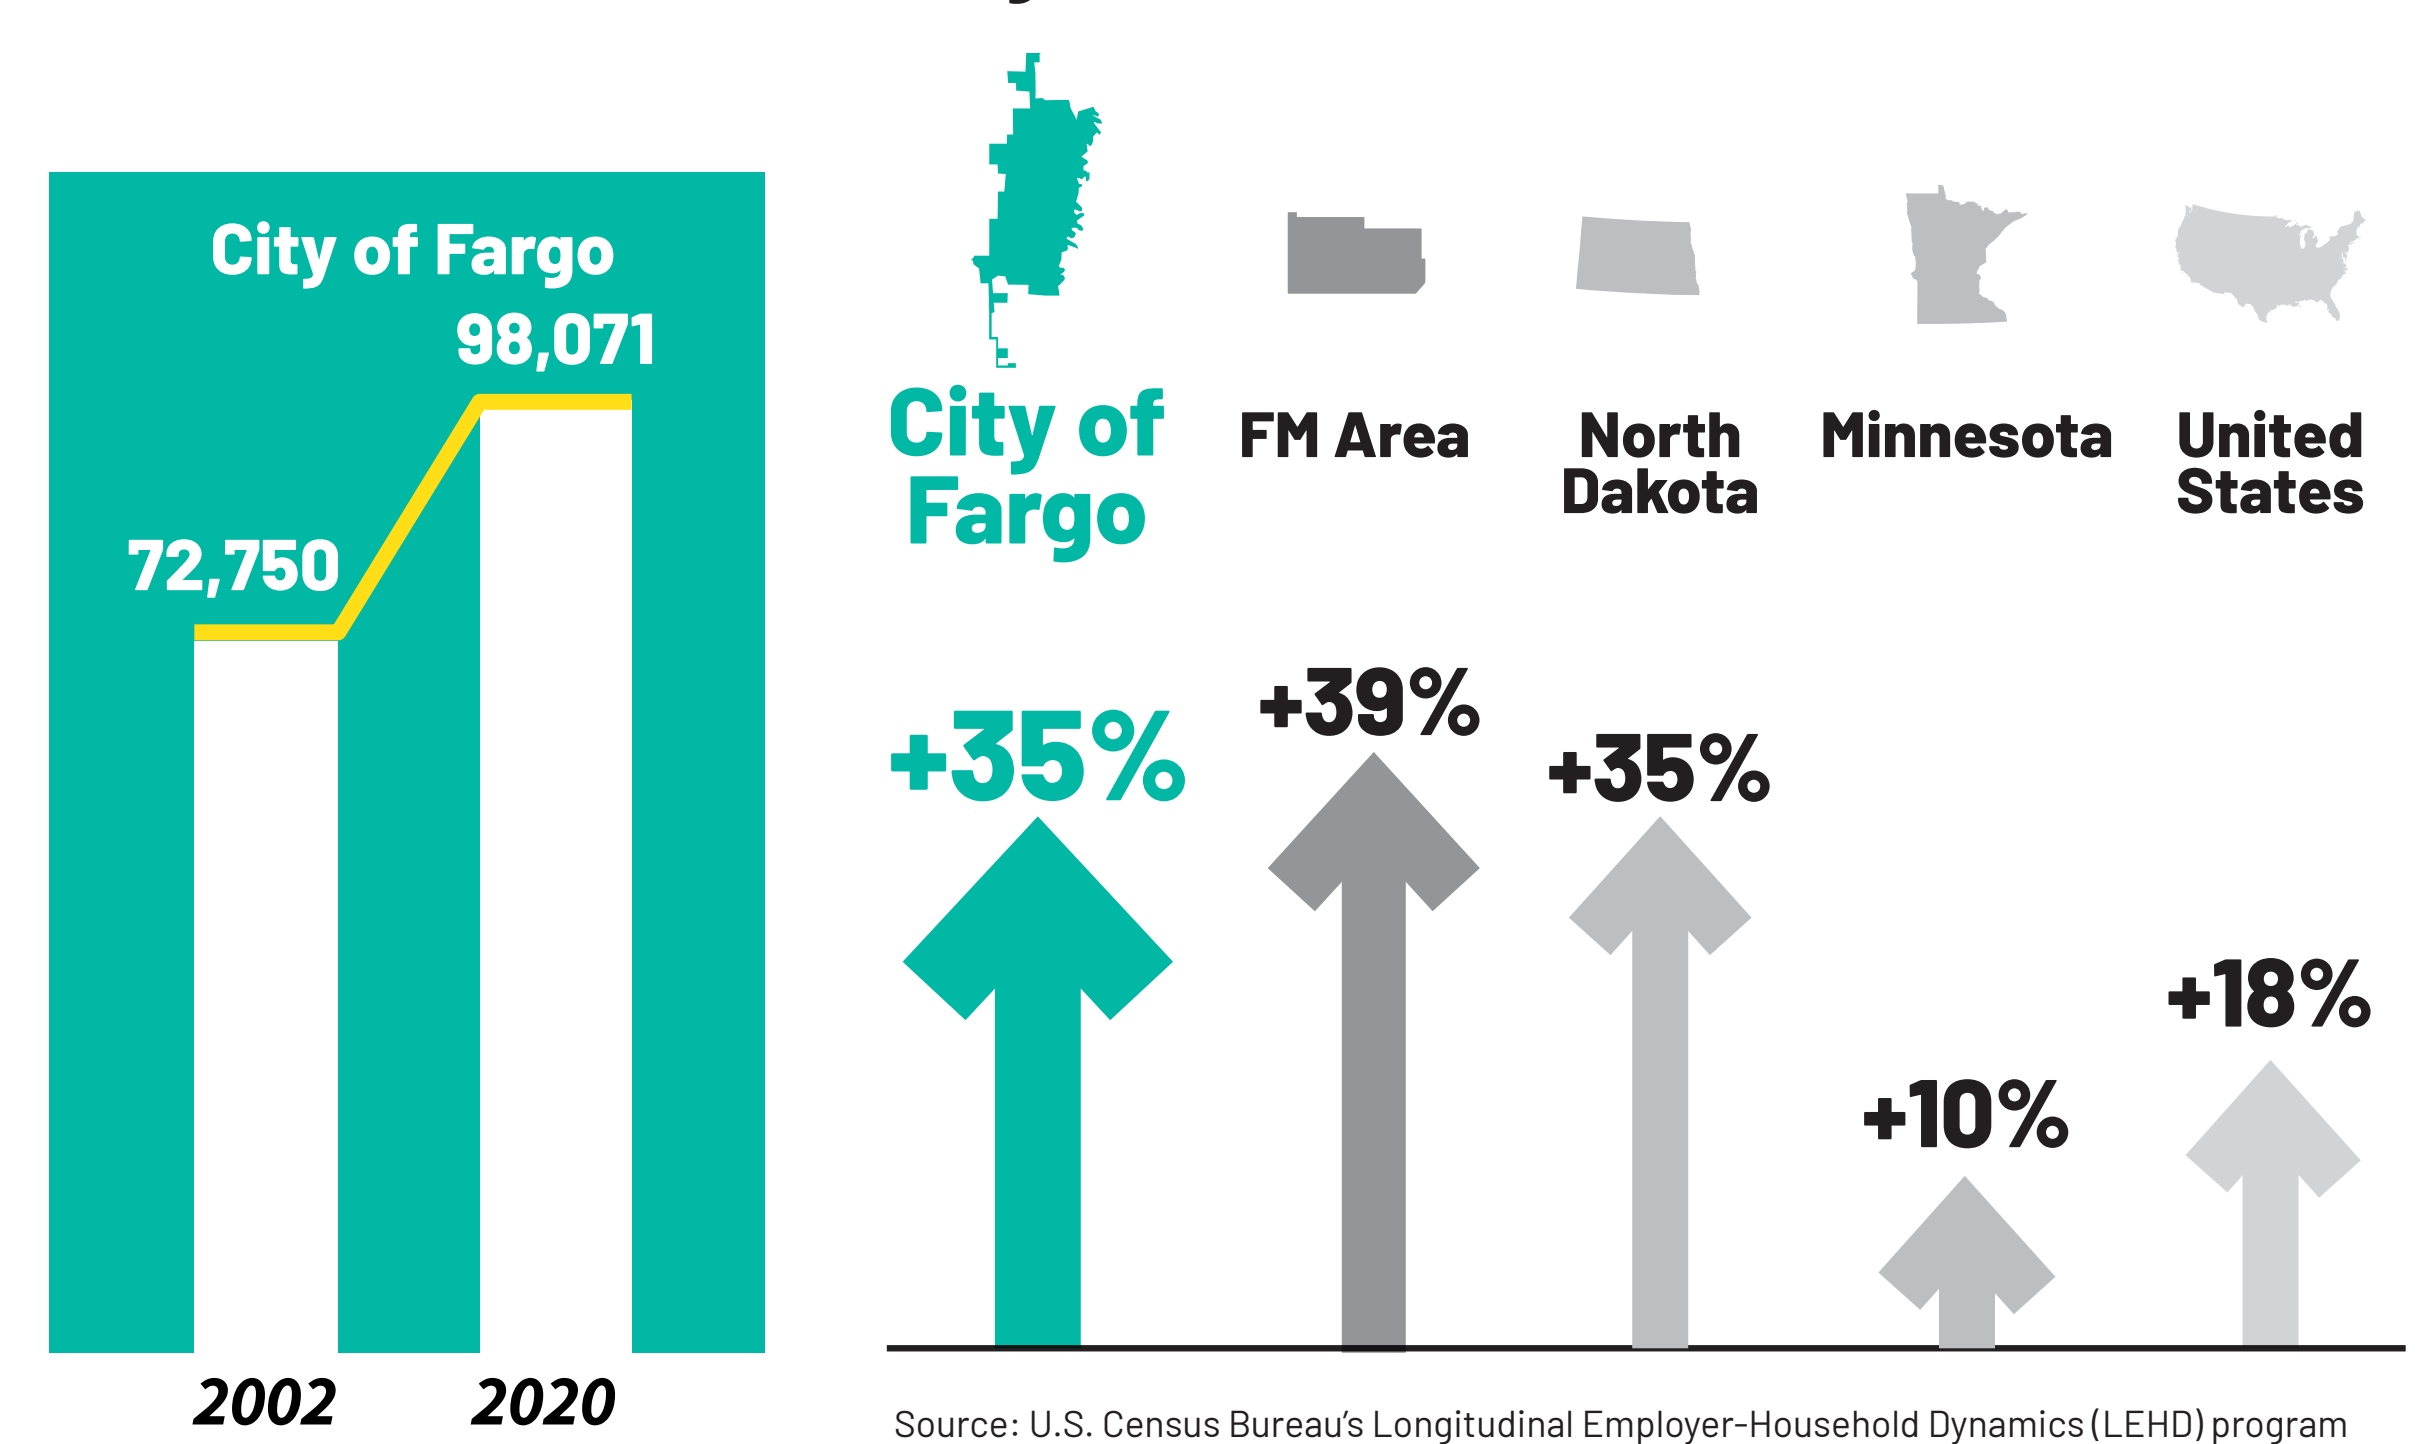 City of Fargo
98,071
72,750
2002
2020
City of
Fargo
FM Area
North
Dakota
Minnesota
United
States
+35%
+39%
+35%
+10%
+18%
Source: U.S. Census Bureau’s Longitudinal Employer-Household Dynamics (LEHD) program